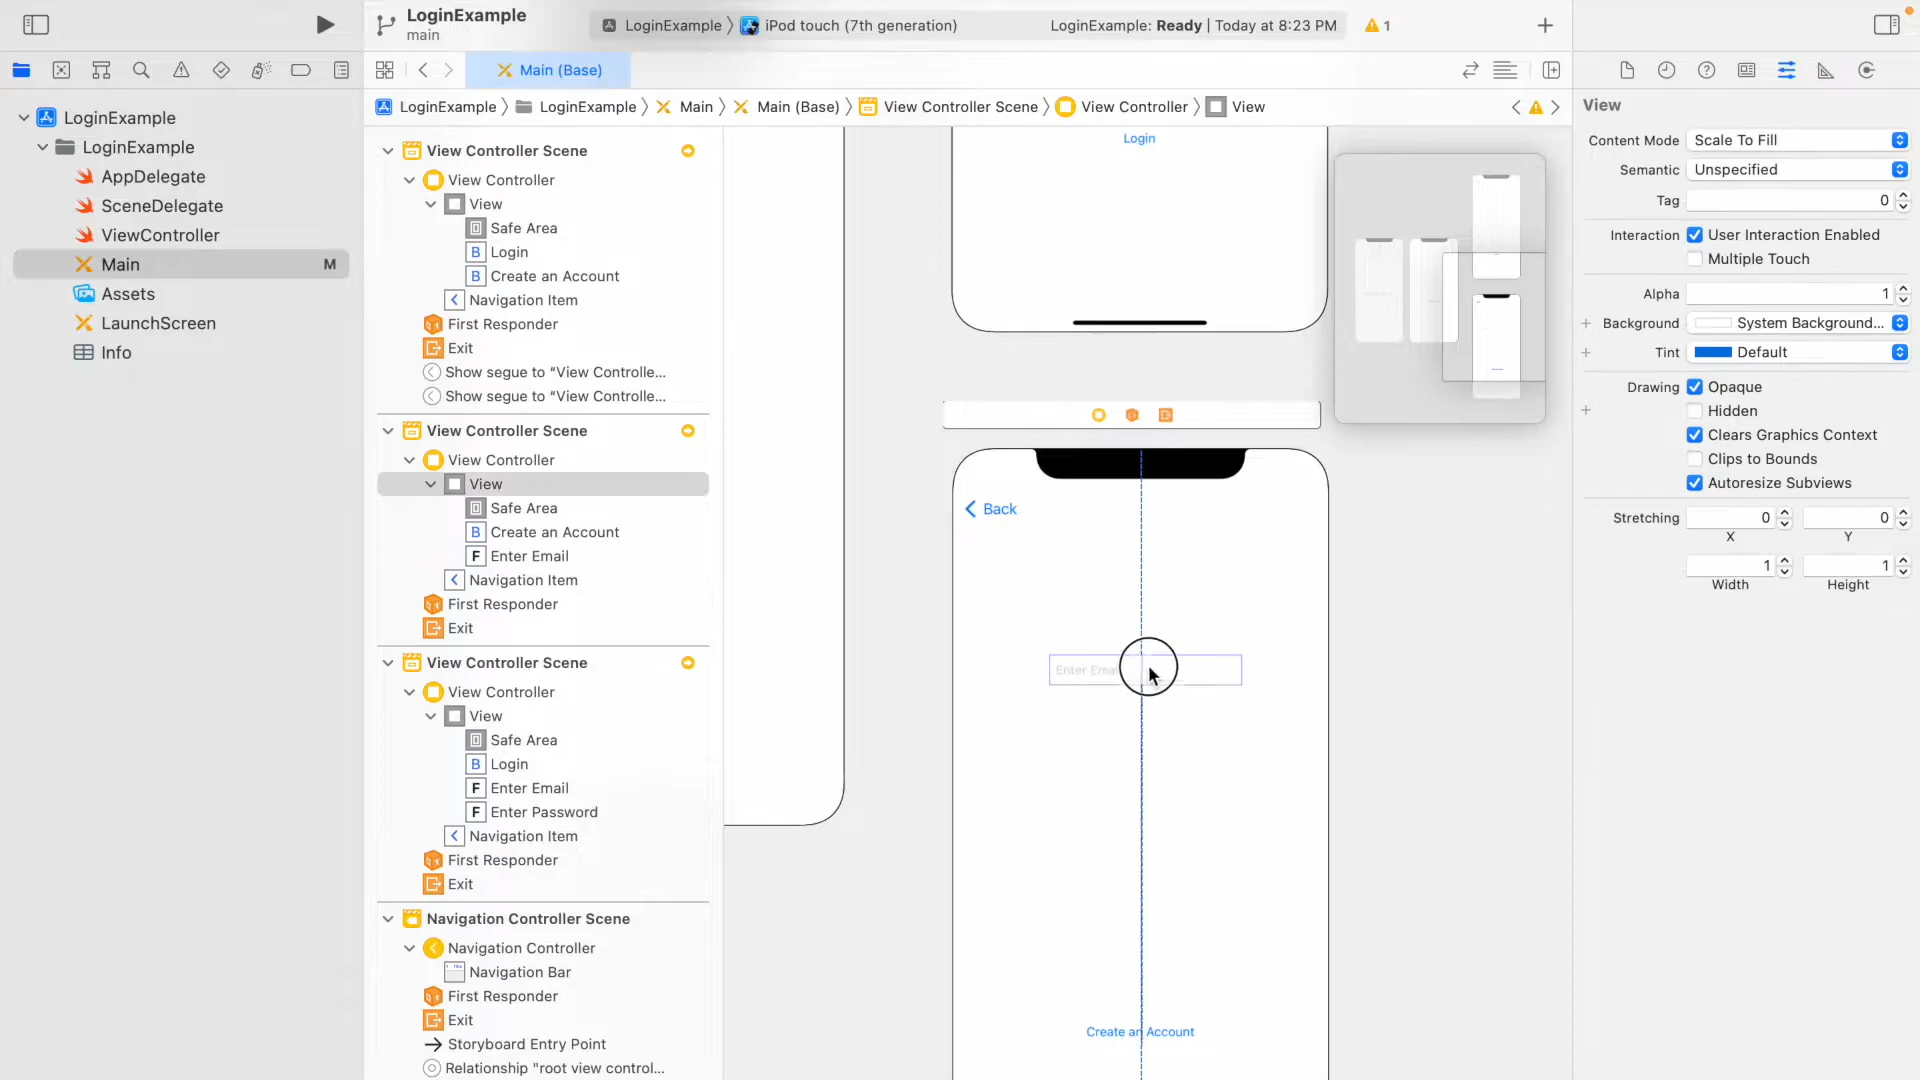 LoginExample
main
LoginExample
iPod touch (7th generation)
LoginExample: Ready | Today at 8:23 PM
1
Main (Base)
LoginExample
LoginExample
Main
Main (Base)
View Controller Scene
View Controller
View
LoginExample
LoginExample
AppDelegate
SceneDelegate
ViewController
Main
M
Assets
LaunchScreen
Info
View Controller Scene
View Controller
View
Safe Area
B Login
B Create an Account
Navigation Item
First Responder
Exit
Show segue to “View Controlle...
Show segue to “View Controlle...
View Controller Scene
View Controller
View
Safe Area
B Create an Account
F Enter Email
Navigation Item
First Responder
Exit
View Controller Scene
View Controller
View
Safe Area
B Login
F Enter Email
F Enter Password
Navigation Item
First Responder
Exit
Navigation Controller Scene
Navigation Controller
Navigation Bar
First Responder
Exit
Storyboard Entry Point
Relationship "root view control...
Login
Back
Enter Email
Create an Account
View
Content Mode Scale To Fill
Semantic Unspecified
Tag 0
Interaction User Interaction Enabled
Multiple Touch
Alpha 1
Background System Background...
Tint Default
Drawing Opaque
Hidden
Clears Graphics Context
Clips to Bounds
Autoresize Subviews
Stretching 0 0
X Y
1 1
Width Height